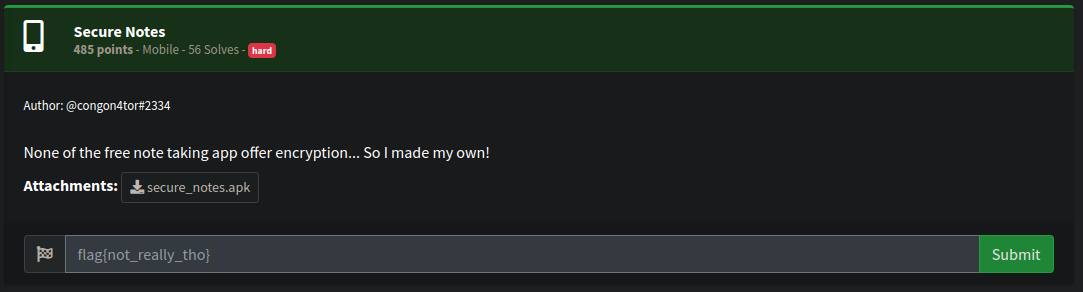 Secure Notes
485 points - Mobile - 56 Solves - hard
Author: @congon4tor#2334
None of the free note taking app offer encryption... So I made my own!
Attachments: secure_notes.apk
flag{not_really_tho} Submit